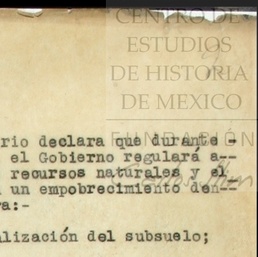 CENTRO DE
ESTUDIOS
DE HISTORIA
DE MEXICO
FUNDACIÓN
rio declara que durante -
el Gobierno regulará a--
recursos naturales y el
un empobrecimiento den--
ra:-
alización del subsuelo;